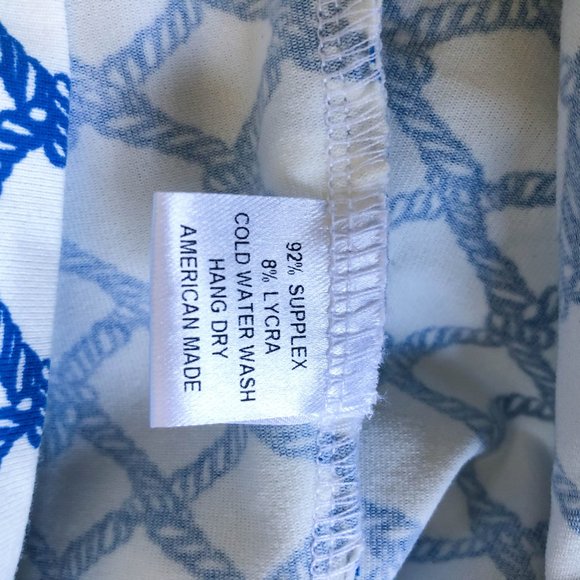 92% SUPPLEX
8% LYCRA
COLD WATER WASH
HANG DRY
AMERICAN MADE